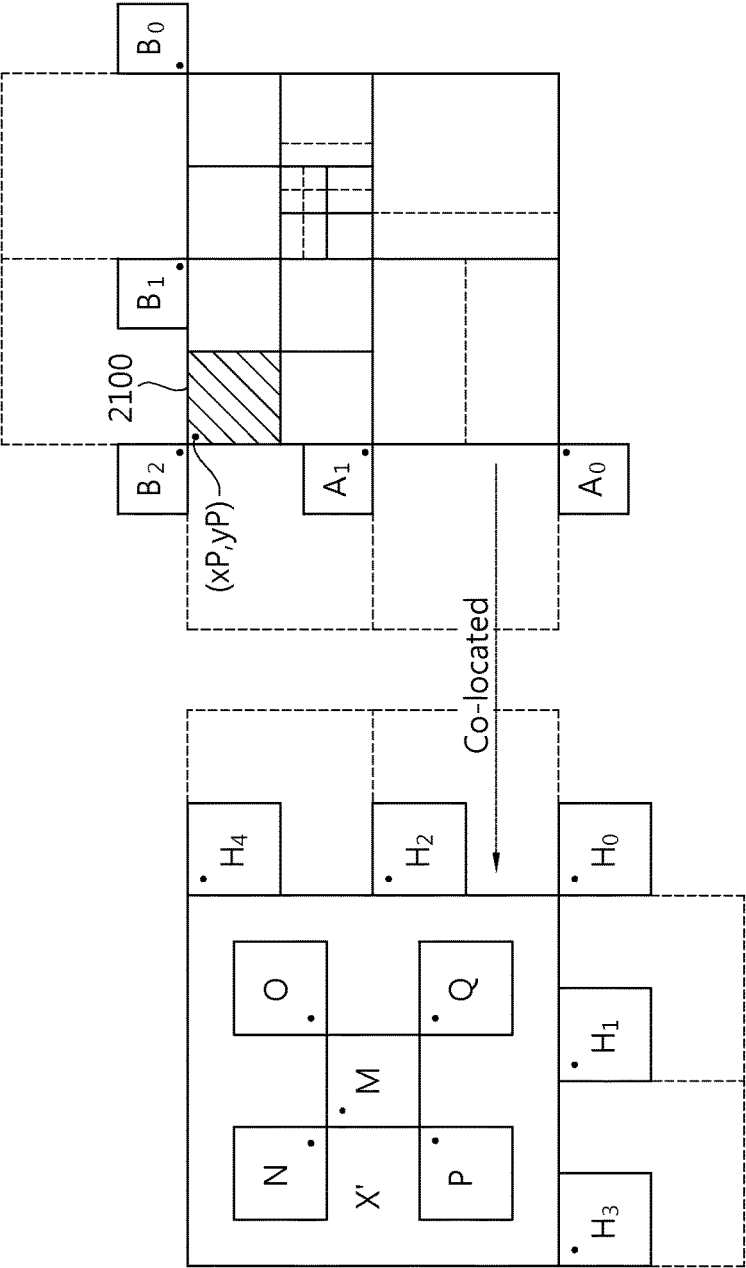 B0
B1
2100
B2
(xP,yP)
A1
A0
Co-located
H4
H2
H0
O
Q
M
H1
N
X'
P
H3